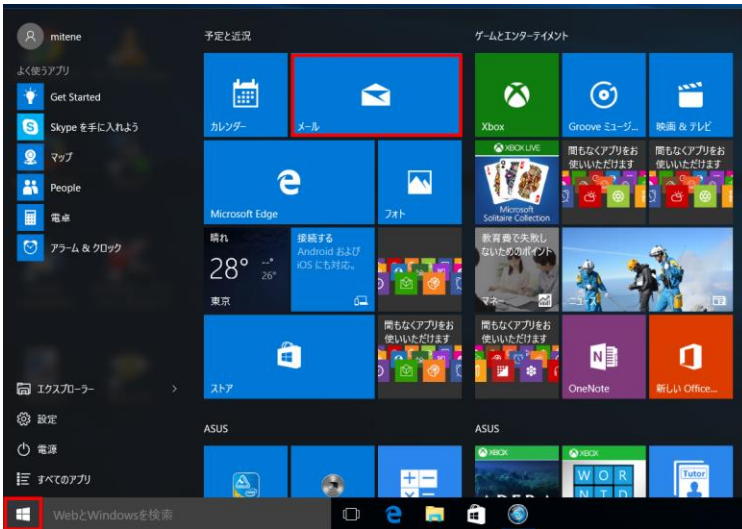 mitene
よく使うアプリ
Get Started
Skype を手に入れよう
マップ
People
電卓
アラーム & クロック
エクスプローラー
設定
電源
すべてのアプリ
予定と近況
カレンダー
メール
Microsoft Edge
フォト
晴れ
28°
--°
26°
東京
接続する
Android および
iOS にも対応。
ストア
間もなくアプリをお
使いいただけます
ゲームとエンターテイメント
Xbox
Groove ミュージ...
映画 & テレビ
XBOX LIVE
Microsoft
Solitaire Collection
間もなくアプリをお
使いいただけます
間もなくアプリをお
使いいただけます
教育費で失敗し
ないためのポイント
マネー
ニュース
間もなくアプリをお
使いいただけます
OneNote
新しい Office...
ASUS
ASUS
XBOX
XBOX
WOR
NTD
Tutor
WebとWindowsを検索